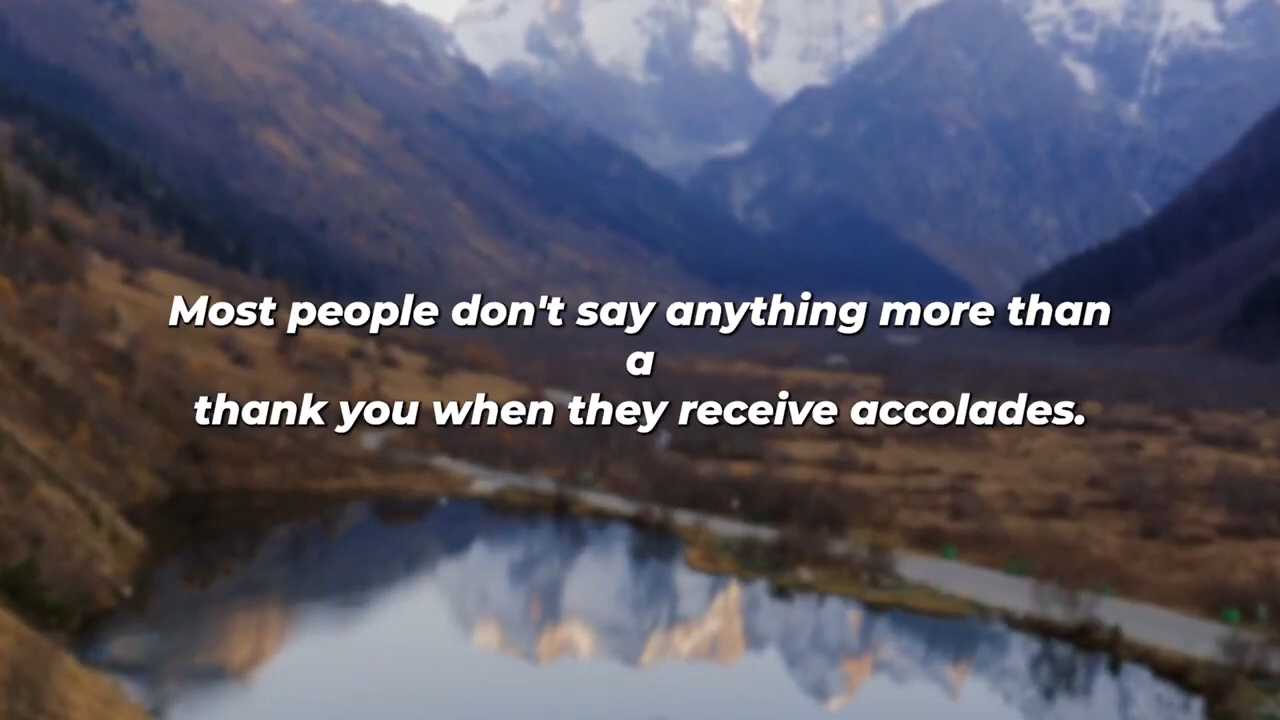 Most people don't say anything more than
a
thank you when they receive accolades.